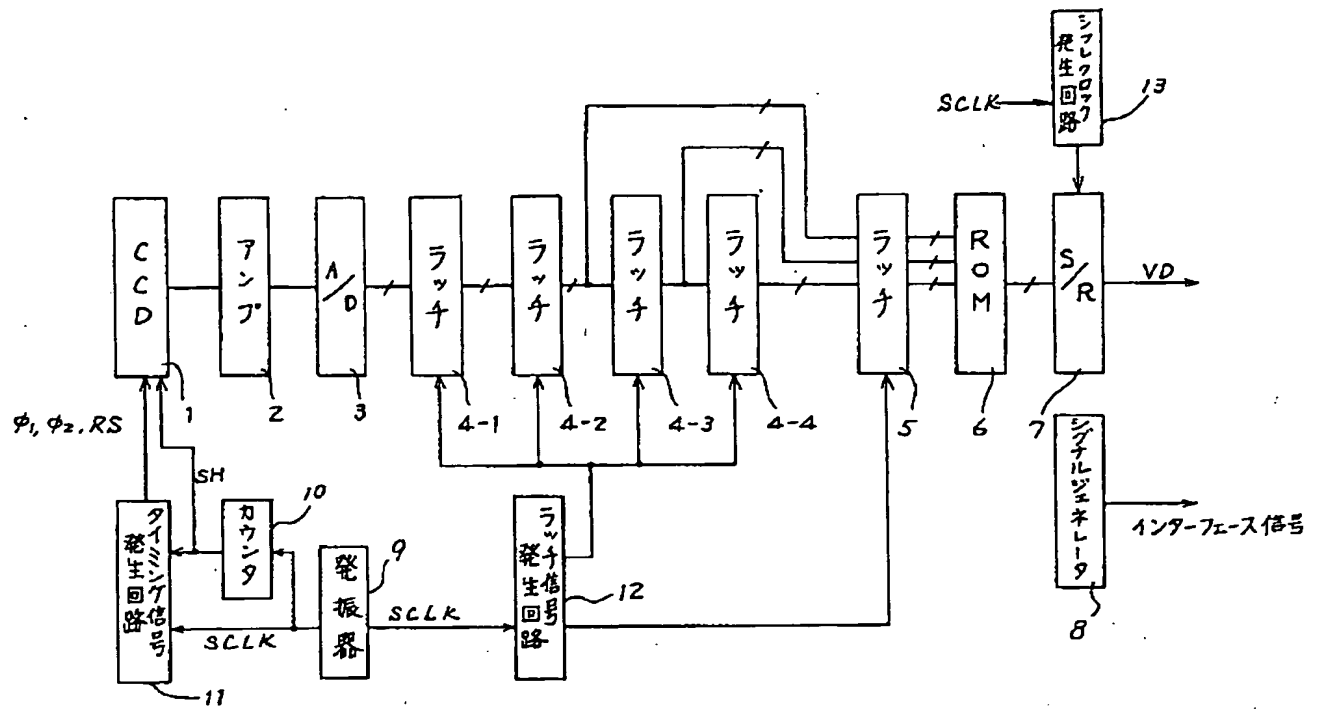 シフトクロック
発生回路
13
SCLK
CCD
アンプ
A/D
ラッチ
ラッチ
ラッチ
ラッチ
ラッチ
ROM
S/R
VD
1
2
3
4-1
4-2
4-3
4-4
5
6
7
φ1, φ2, RS
SH
10
カウンタ
タイミング信号
発生回路
11
9
発振器
SCLK
SCLK
ラッチ信号
発生回路
12
シグナルジェネレータ
8
インターフェース信号